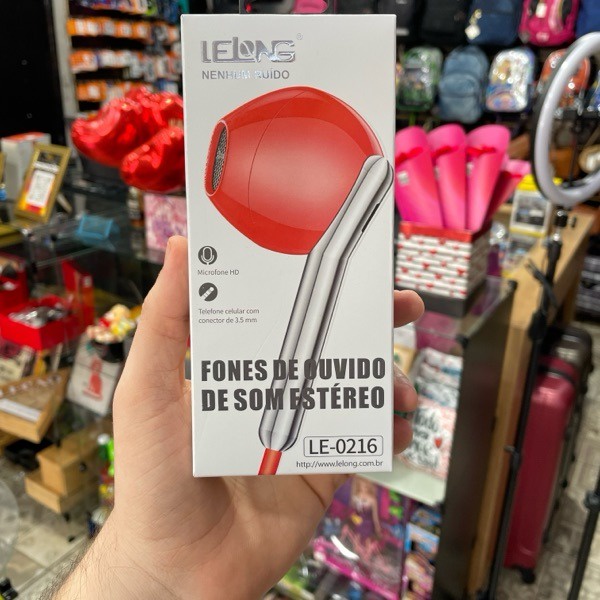 LELONG®
NENHUM RUÍDO
Microfone HD
Telefone celular com
conector de 3,5 mm
FONES DE OUVIDO
DE SOM ESTÉREO
LE-0216
http://www.lelong.com.br